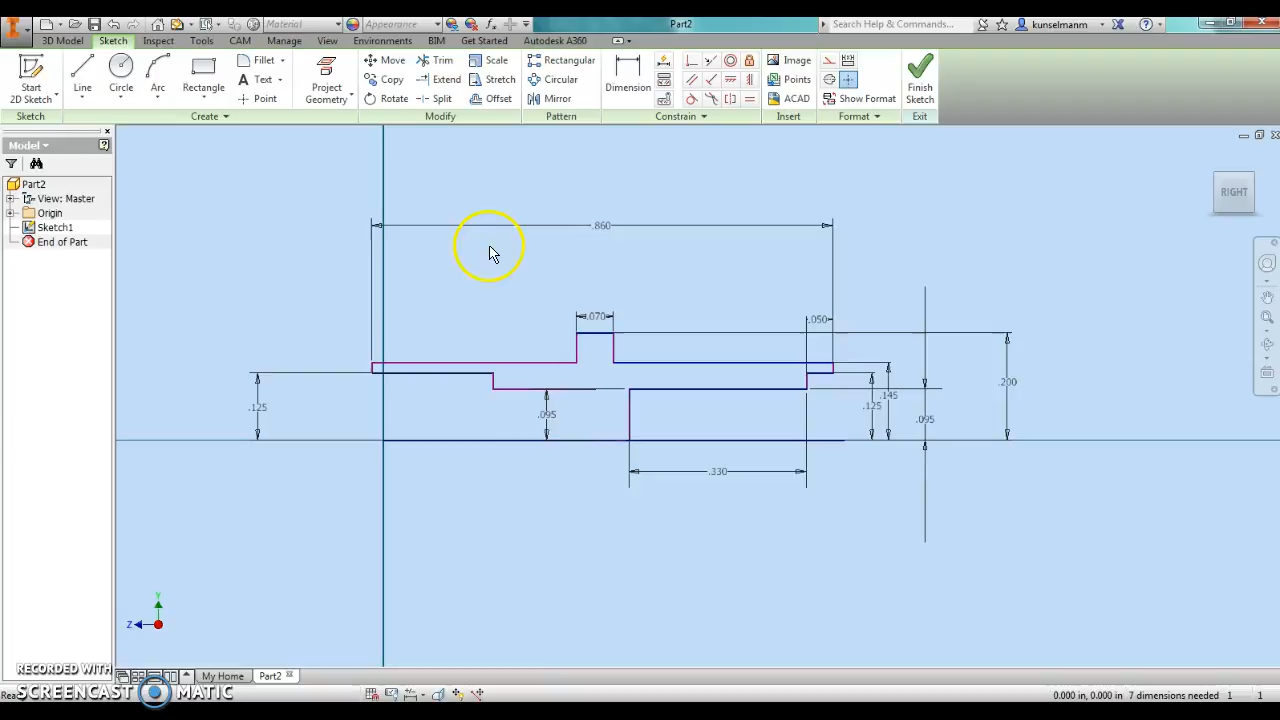 Material
Appearance
Part2
Search Help & Commands...
kunselmanm
3D Model Sketch Inspect Tools CAM Manage View Environments BIM Get Started Autodesk A360
Start 2D Sketch
Line Circle Arc Rectangle
Fillet
Text
Point
Project Geometry
Move Trim Scale
Copy Extend Stretch
Rotate Split Offset
Rectangular
Circular
Mirror
Dimension
Image
Points
ACAD
Show Format
Finish Sketch
Sketch Create Modify Pattern Constrain Insert Format Exit
Model
Part2
View: Master
Origin
Sketch1
End of Part
RIGHT
.860
.070
.050
.200
.145
.125
.125
.095
.095
.330
Y
Z
RECORDED WITH
SCREENCAST MATIC
My Home Part2
Rea
0.000 in, 0.000 in 7 dimensions needed 1 1